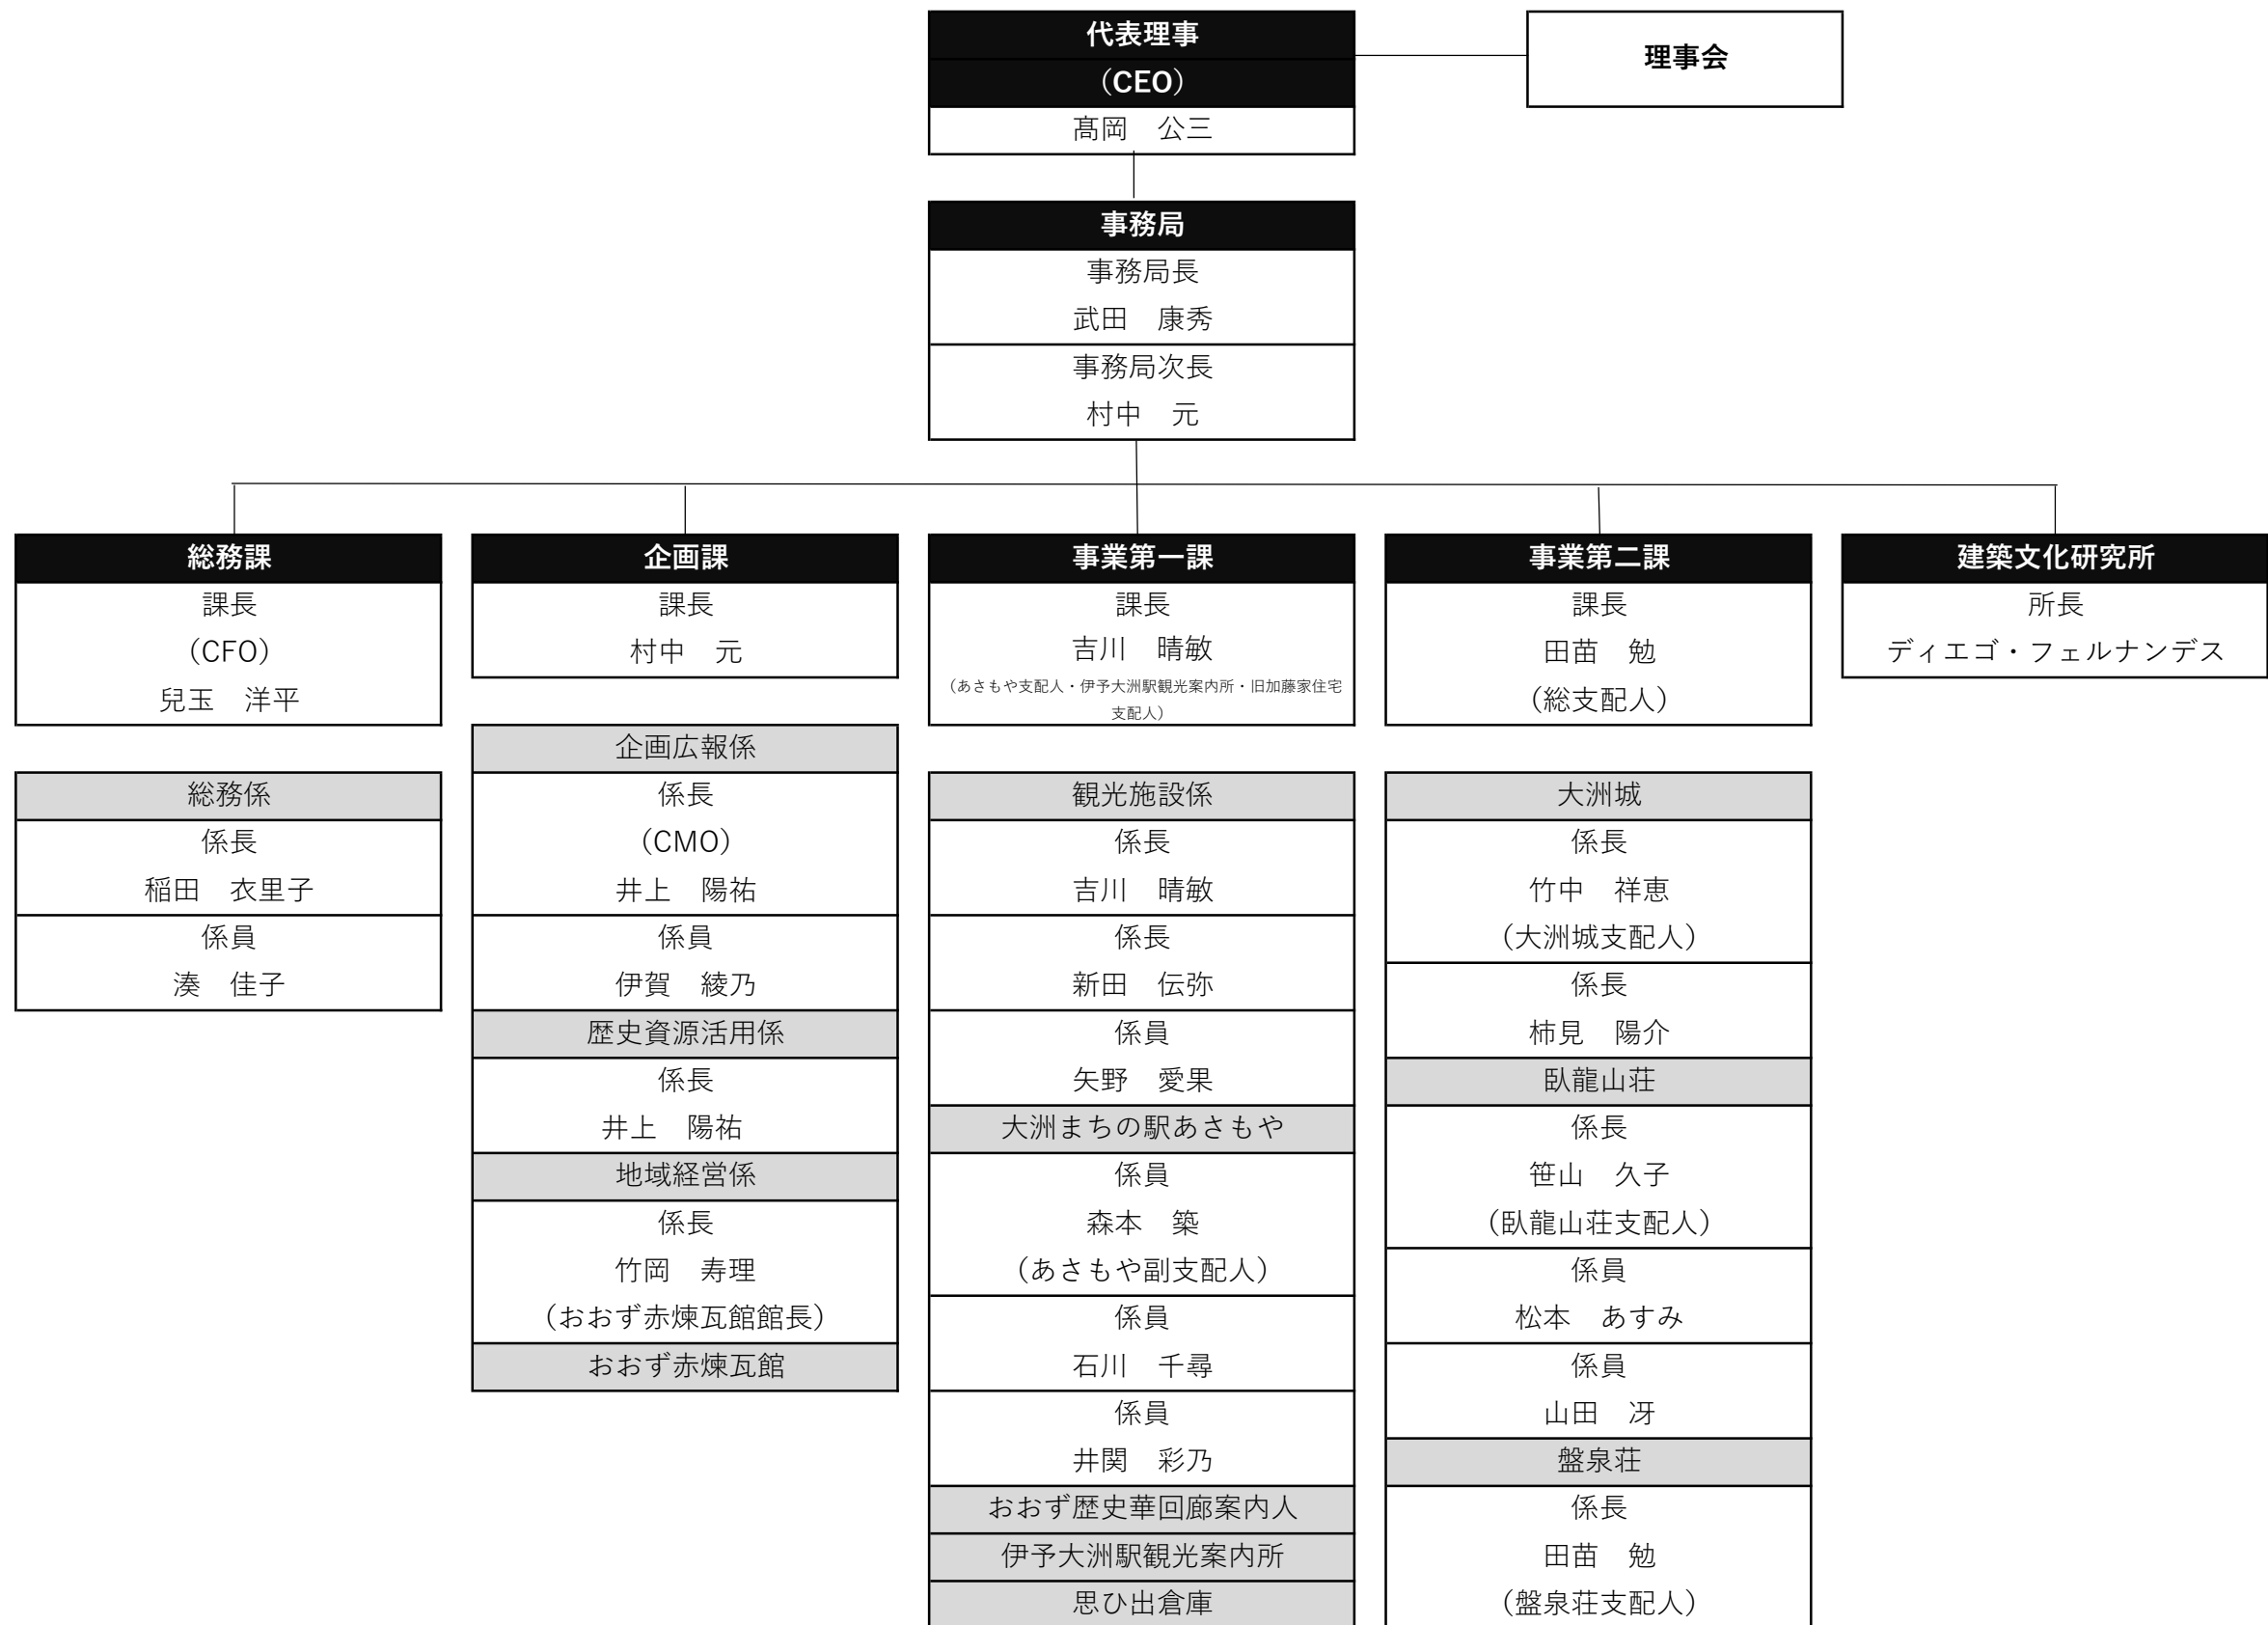 代表理事
（CEO）
髙岡　公三
理事会
事務局
事務局長
武田　康秀
事務局次長
村中　元
総務課
課長
（CFO）
兒玉　洋平
総務係
係長
稲田　衣里子
係員
湊　佳子
企画課
課長
村中　元
企画広報係
係長
（CMO）
井上　陽祐
係員
伊賀　綾乃
歴史資源活用係
係長
井上　陽祐
地域経営係
係長
竹岡　寿理
（おおず赤煉瓦館館長）
おおず赤煉瓦館
事業第一課
課長
吉川　晴敏
（あさもや支配人・伊予大洲駅観光案内所・旧加藤家住宅
支配人）
観光施設係
係長
吉川　晴敏
係長
新田　伝弥
係員
矢野　愛果
大洲まちの駅あさもや
係員
森本　築
（あさもや副支配人）
係員
石川　千尋
係員
井関　彩乃
おおず歴史華回廊案内人
伊予大洲駅観光案内所
思ひ出倉庫
事業第二課
課長
田苗　勉
（総支配人）
大洲城
係長
竹中　祥恵
（大洲城支配人）
係長
柿見　陽介
臥龍山荘
係長
笹山　久子
（臥龍山荘支配人）
係員
松本　あすみ
係員
山田　冴
盤泉荘
係長
田苗　勉
（盤泉荘支配人）
建築文化研究所
所長
ディエゴ・フェルナンデス